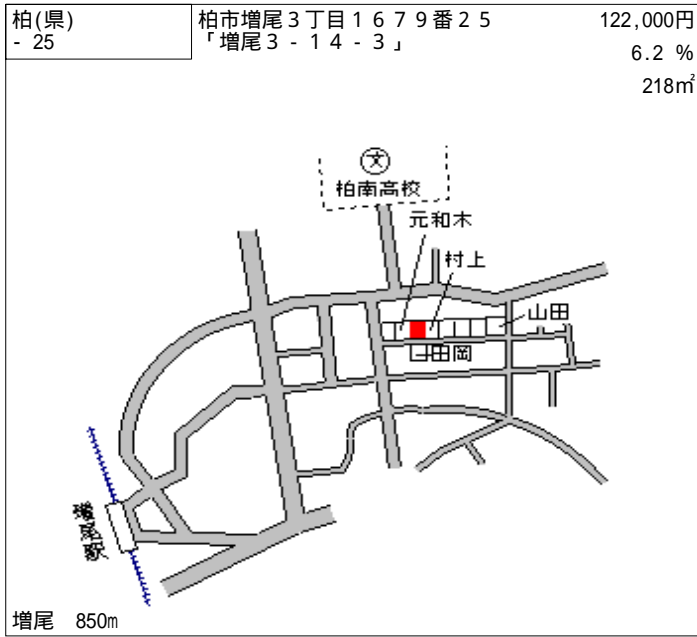 柏(県)
- 25
柏市増尾３丁目１６７９番２５
「増尾３‐１４‐３」
122,000円
6.2 %
218㎡
文
柏南高校
元和木
村上
山田
田岡
増尾駅
増尾 850m